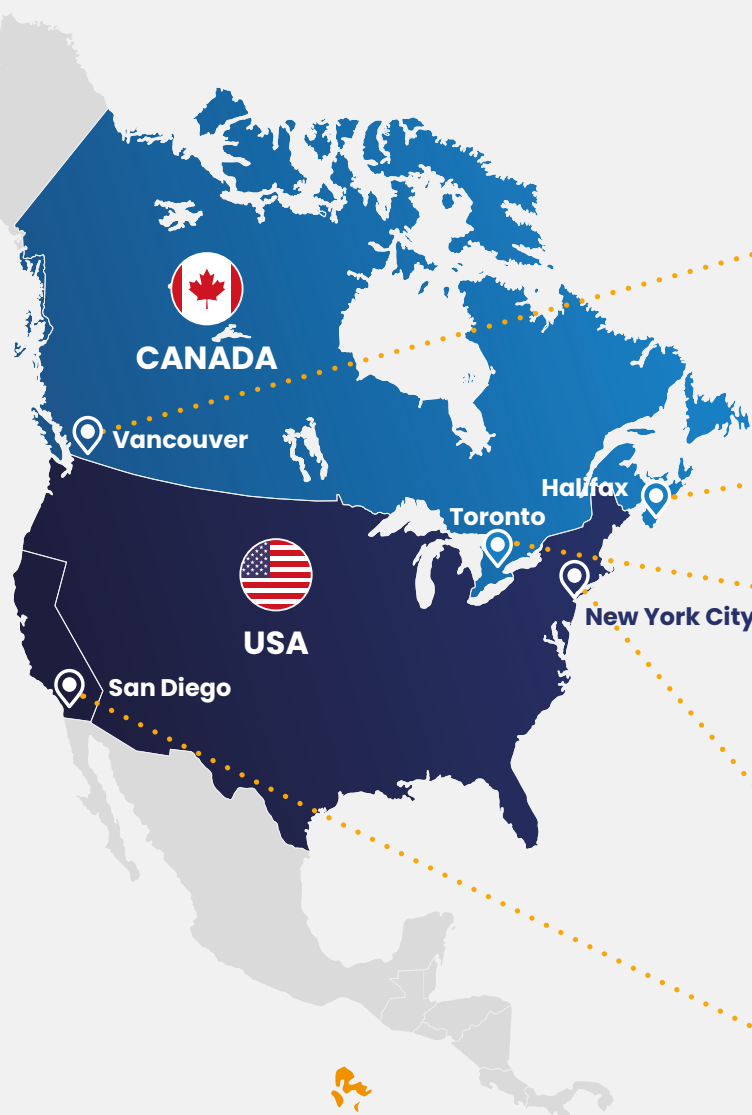 CANADA
Vancouver
Halifax
Toronto
New York City
USA
San Diego